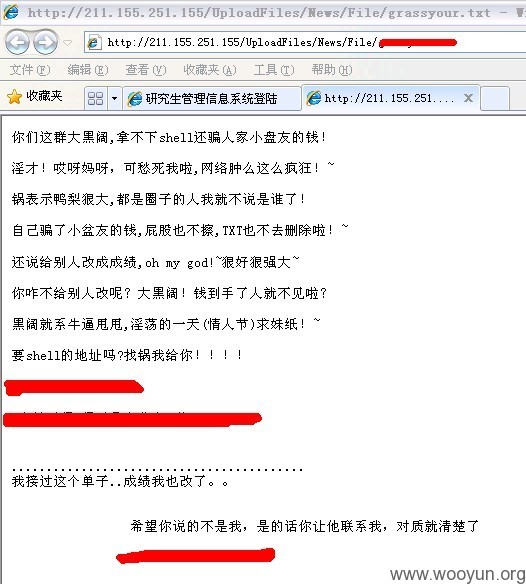 http://211.155.251.155/UploadFiles/News/File/grassyour.txt - W
http://211.155.251.155/UploadFiles/News/File/
文件(F) 编辑(E) 查看(V) 收藏夹(A) 工具(T) 帮助(H)
收藏夹 研究生管理信息系统登陆 http://211.155.251....
你们这群大黑阔,拿不下shell还骗人家小盘友的钱!
淫才！哎呀妈呀，可愁死我啦,网络肿么这么疯狂！~
锅表示鸭梨狠大,都是圈子的人我就不说是谁了！
自己骗了小盆友的钱,屁股也不擦,TXT也不去删除啦！~
还说给别人改成成绩,oh my god!~狠好狠强大~
你咋不给别人改呢？大黑阔！钱到手了人就不见啦？
黑阔就系牛逼甩甩,淫荡的一天(情人节)求妹纸！~
要shell的地址吗?找锅我给你！！！！
..........................................
我接过这个单子..成绩我也改了。。
希望你说的不是我，是的话你让他联系我，对质就清楚了
www.wooyun.org